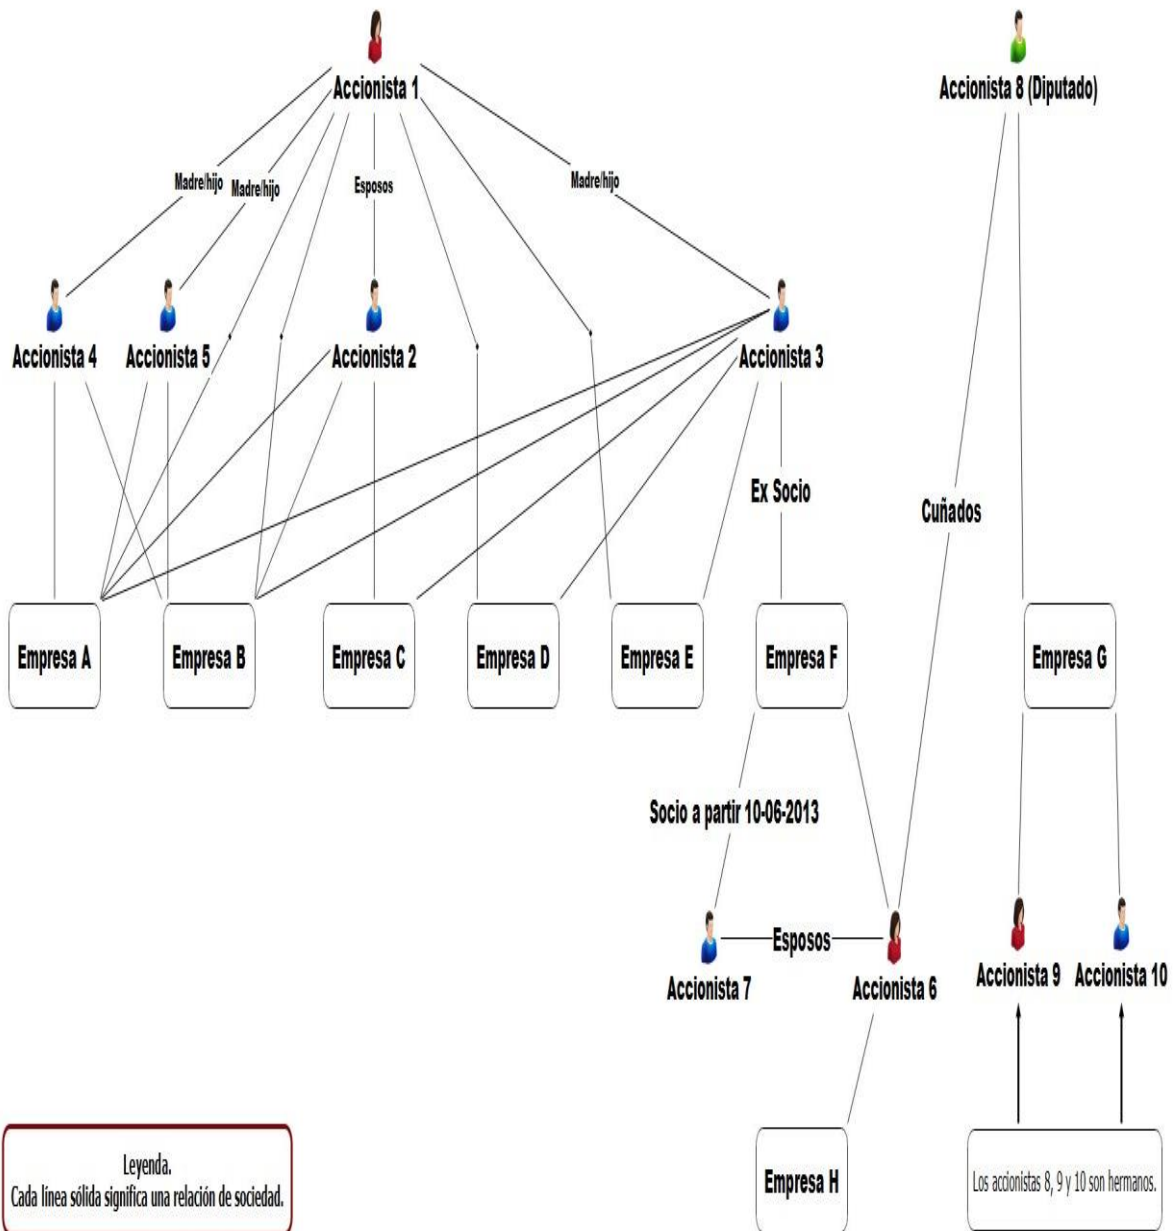 Accionista 1
Accionista 8 (Diputado)
Madre/hijo
Madre/hijo
Esposos
Madre/hijo
Accionista 4
Accionista 5
Accionista 2
Accionista 3
Ex Socio
Cuñados
Empresa A
Empresa B
Empresa C
Empresa D
Empresa E
Empresa F
Empresa G
Socio a partir 10-06-2013
Esposos
Accionista 7
Accionista 6
Accionista 9
Accionista 10
Leyenda.
Cada línea sólida significa una relación de sociedad.
Empresa H
Los accionistas 8, 9 y 10 son hermanos.